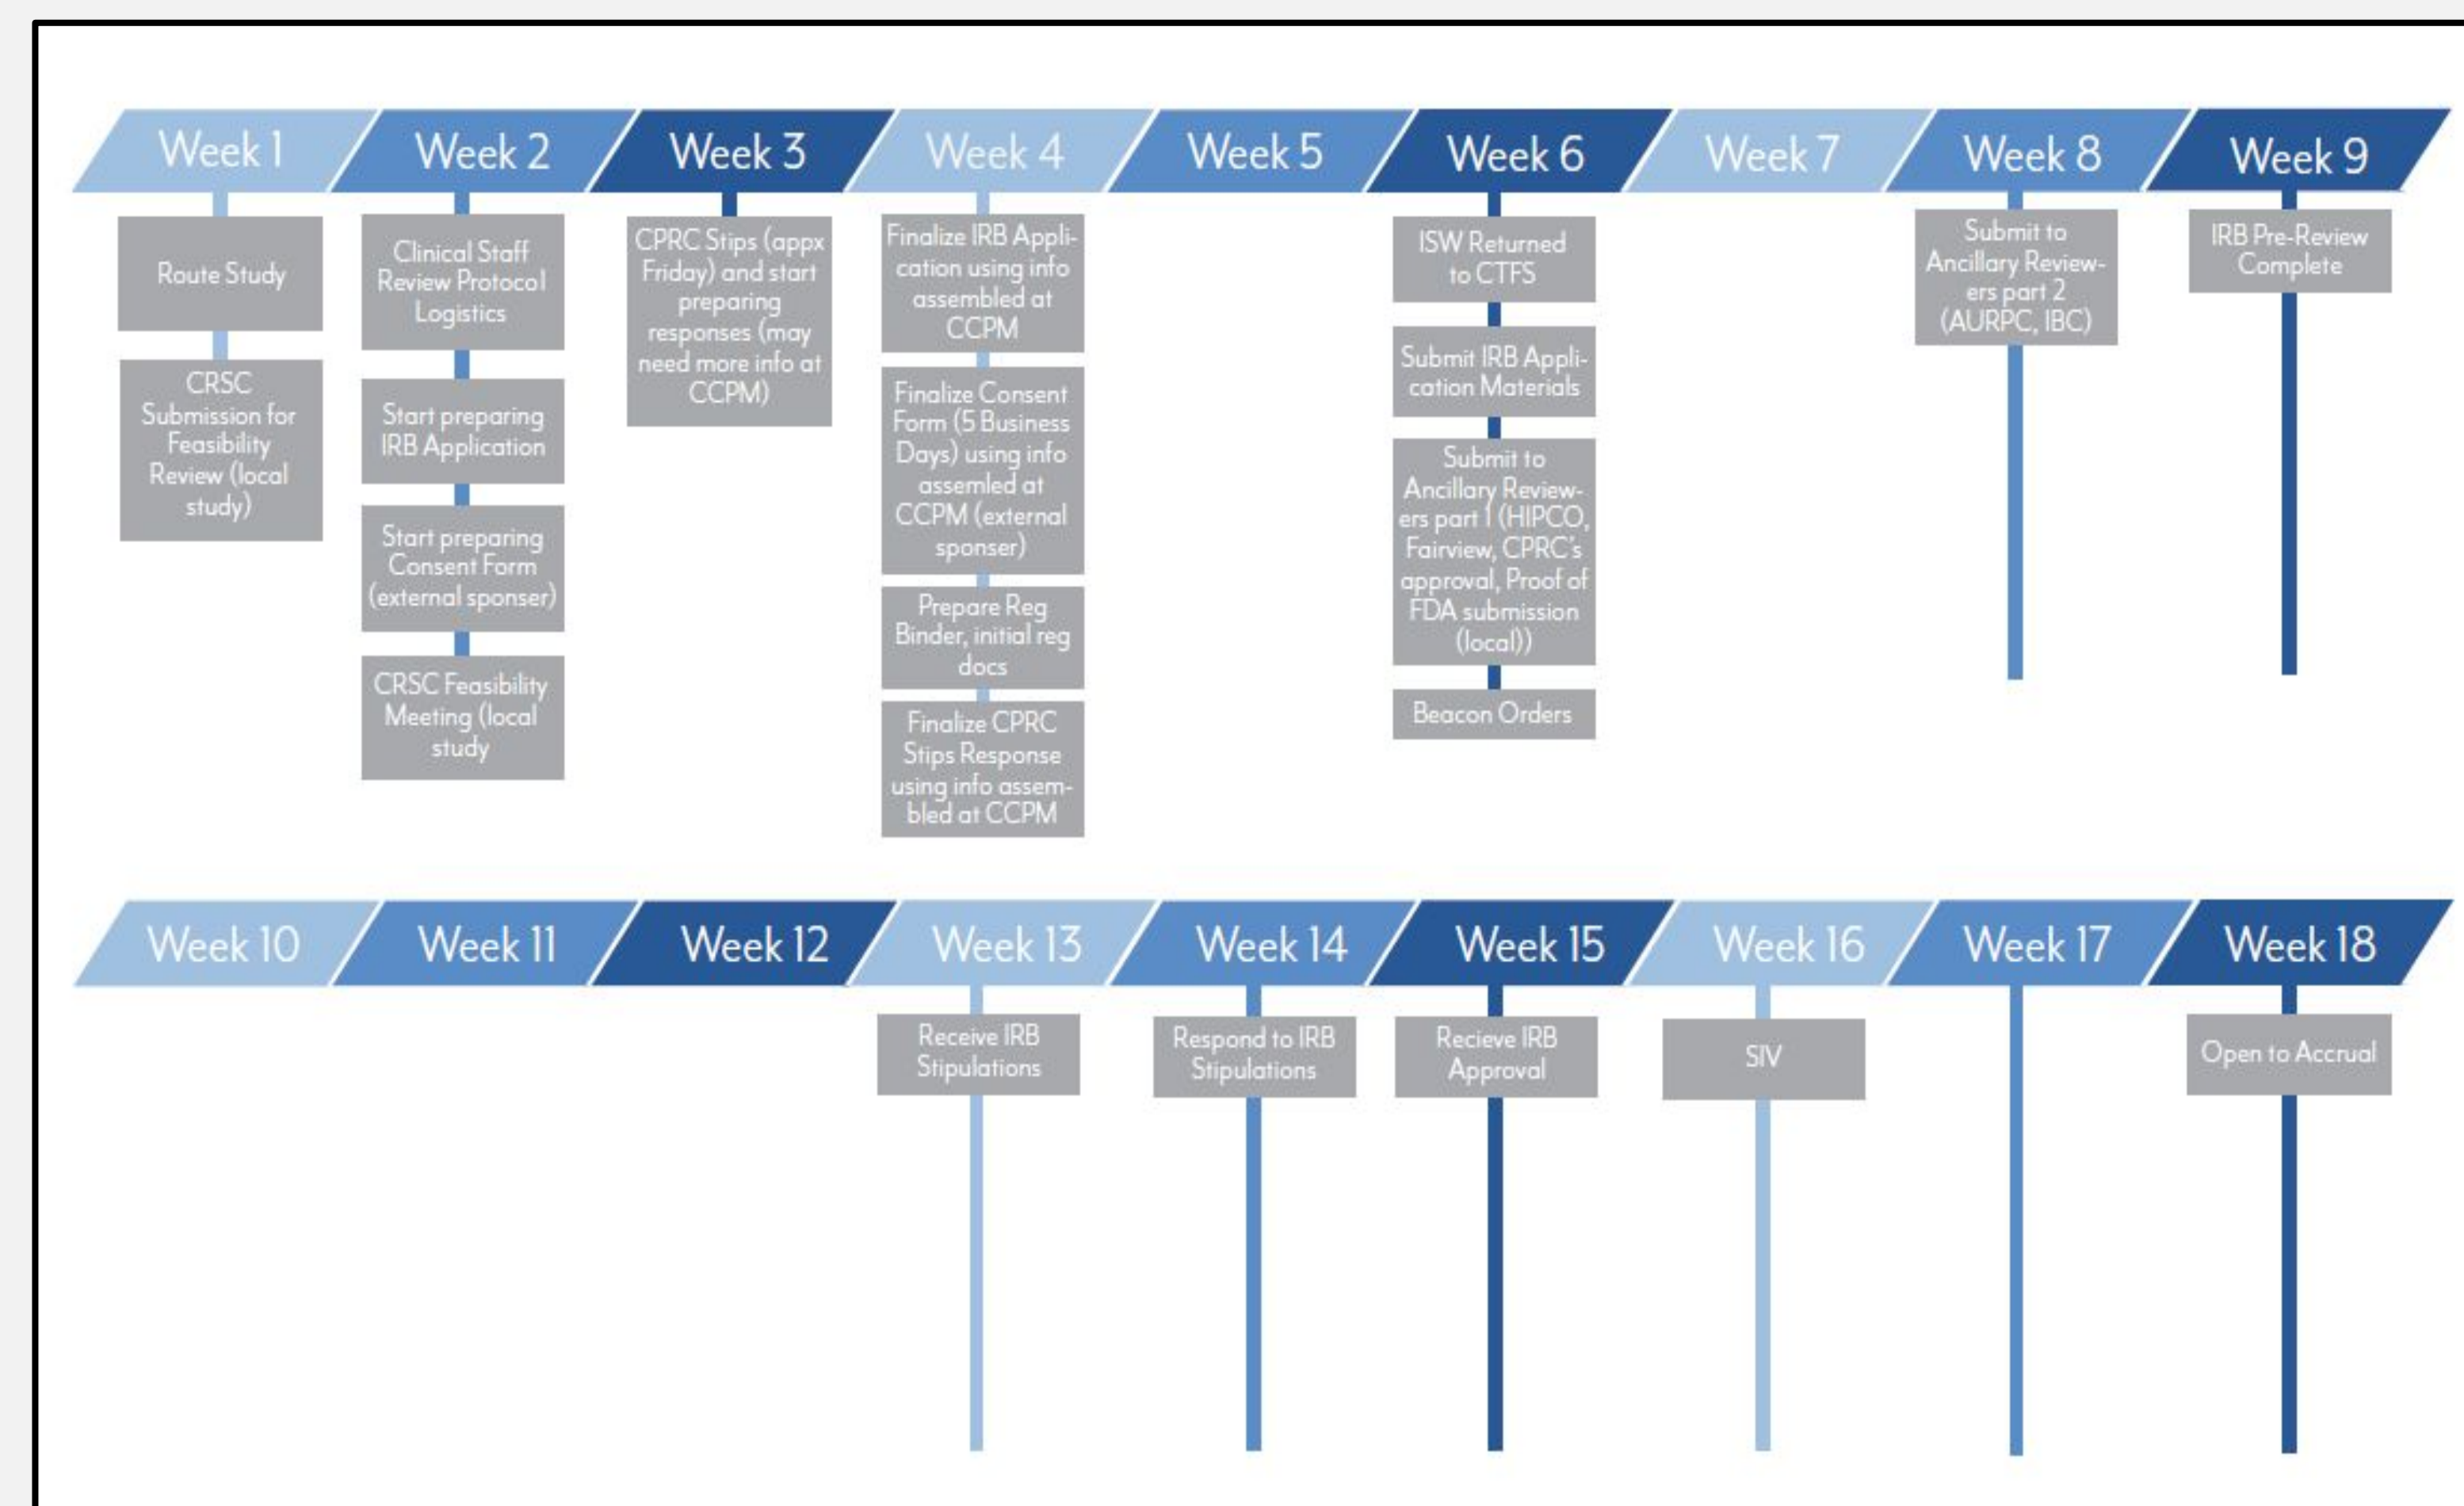 Week 1
Week 2
Week 3
Week 4
Week 5
Week 6
Week 7
Week 8
Week 9
Route Study
CRSC
Submission for
Feasibility
Review (local
study)
Clinical Staff
Review Protocol
Logistics
Start preparing
IRB Application
Start preparing
Consent Form
(external sponser)
CRSC Feasibility
Meeting (local
study
CPRC Stips (appx
Friday) and start
preparing
responses (may
need more info at
CCPM)
Finalize IRB Appli-
cation using info
assembled at
CCPM
Finalize Consent
Form (5 Business
Days) using info
assemled at
CCPM (external
sponser)
Prepare Reg
Binder, initial reg
docs
Finalize CPRC
Stips Response
using info assem-
bled at CCPM
ISW Returned
to CTFS
Submit IRB Appli-
cation Materials
Submit to
Ancillary Review-
ers part 1 (HIPCO,
Fairview, CPRC's
approval, Proof of
FDA submission
(local))
Beacon Orders
Submit to
Ancillary Review-
ers part 2
(AURPC, IBC)
IRB Pre-Review
Complete
Week 10
Week 11
Week 12
Week 13
Week 14
Week 15
Week 16
Week 17
Week 18
Receive IRB
Stipulations
Respond to IRB
Stipulations
Recieve IRB
Approval
SIV
Open to Accrual